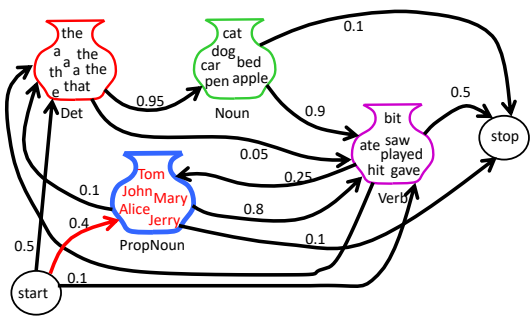 the
a the
a
th a the
e that
Det
0.95
cat
dog
car bed
pen apple
Noun
0.1
0.9
0.5
stop
bit
ate saw
played
hit gave
Verb
0.05
0.25
Tom
John Mary
Alice
Jerry
PropNoun
0.1
0.8
0.1
0.4
0.5
0.1
start